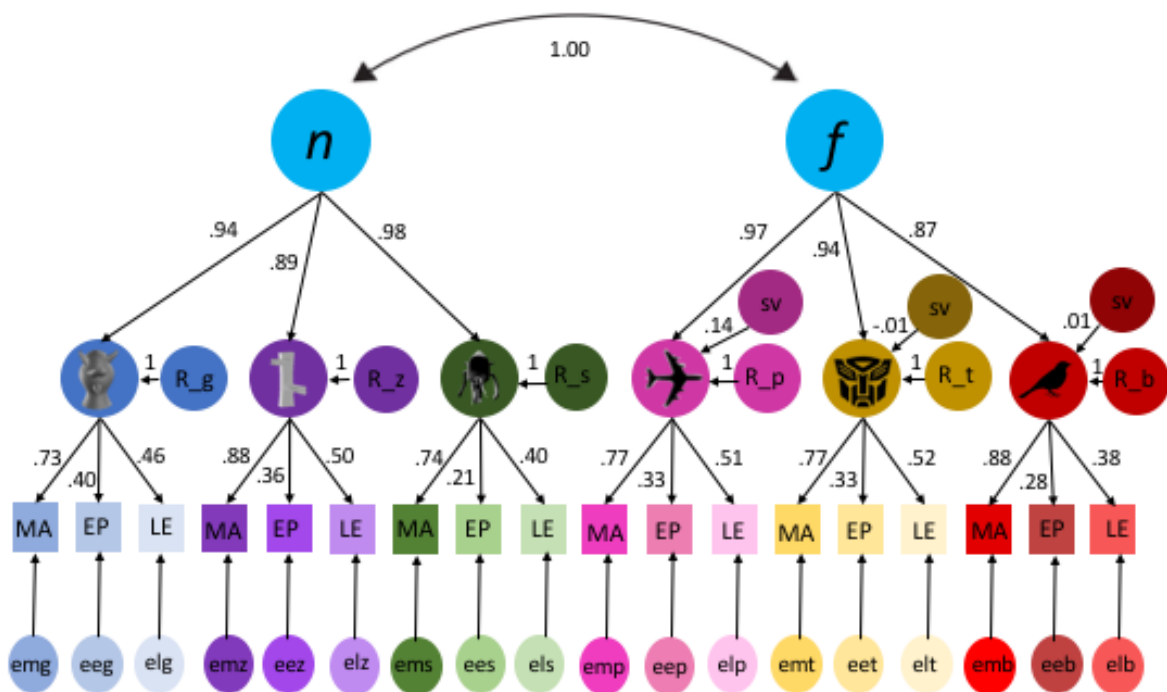 1.00
n f
.94 .89 .98 .97 .94 .87
sv sv sv
.14 -.01 .01
1 R_g 1 R_z 1 R_s 1 R_p 1 R_t 1 R_b
.73 .40 .46 .88 .36 .50 .74 .21 .40 .77 .33 .51 .77 .33 .52 .88 .28 .38
MA EP LE MA EP LE MA EP LE MA EP LE MA EP LE MA EP LE
emg eeg elg emz eez elz ems ees els emp eep elp emt eet elt emb eeb elb